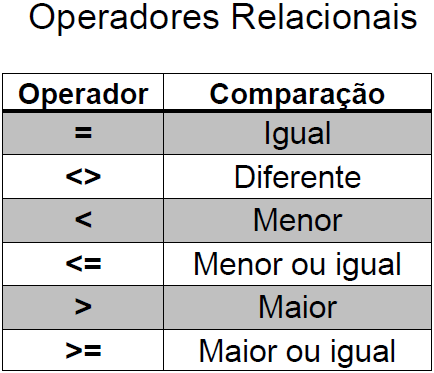 Operadores Relacionais
Operador Comparação
= Igual
<> Diferente
< Menor
<= Menor ou igual
> Maior
>= Maior ou igual